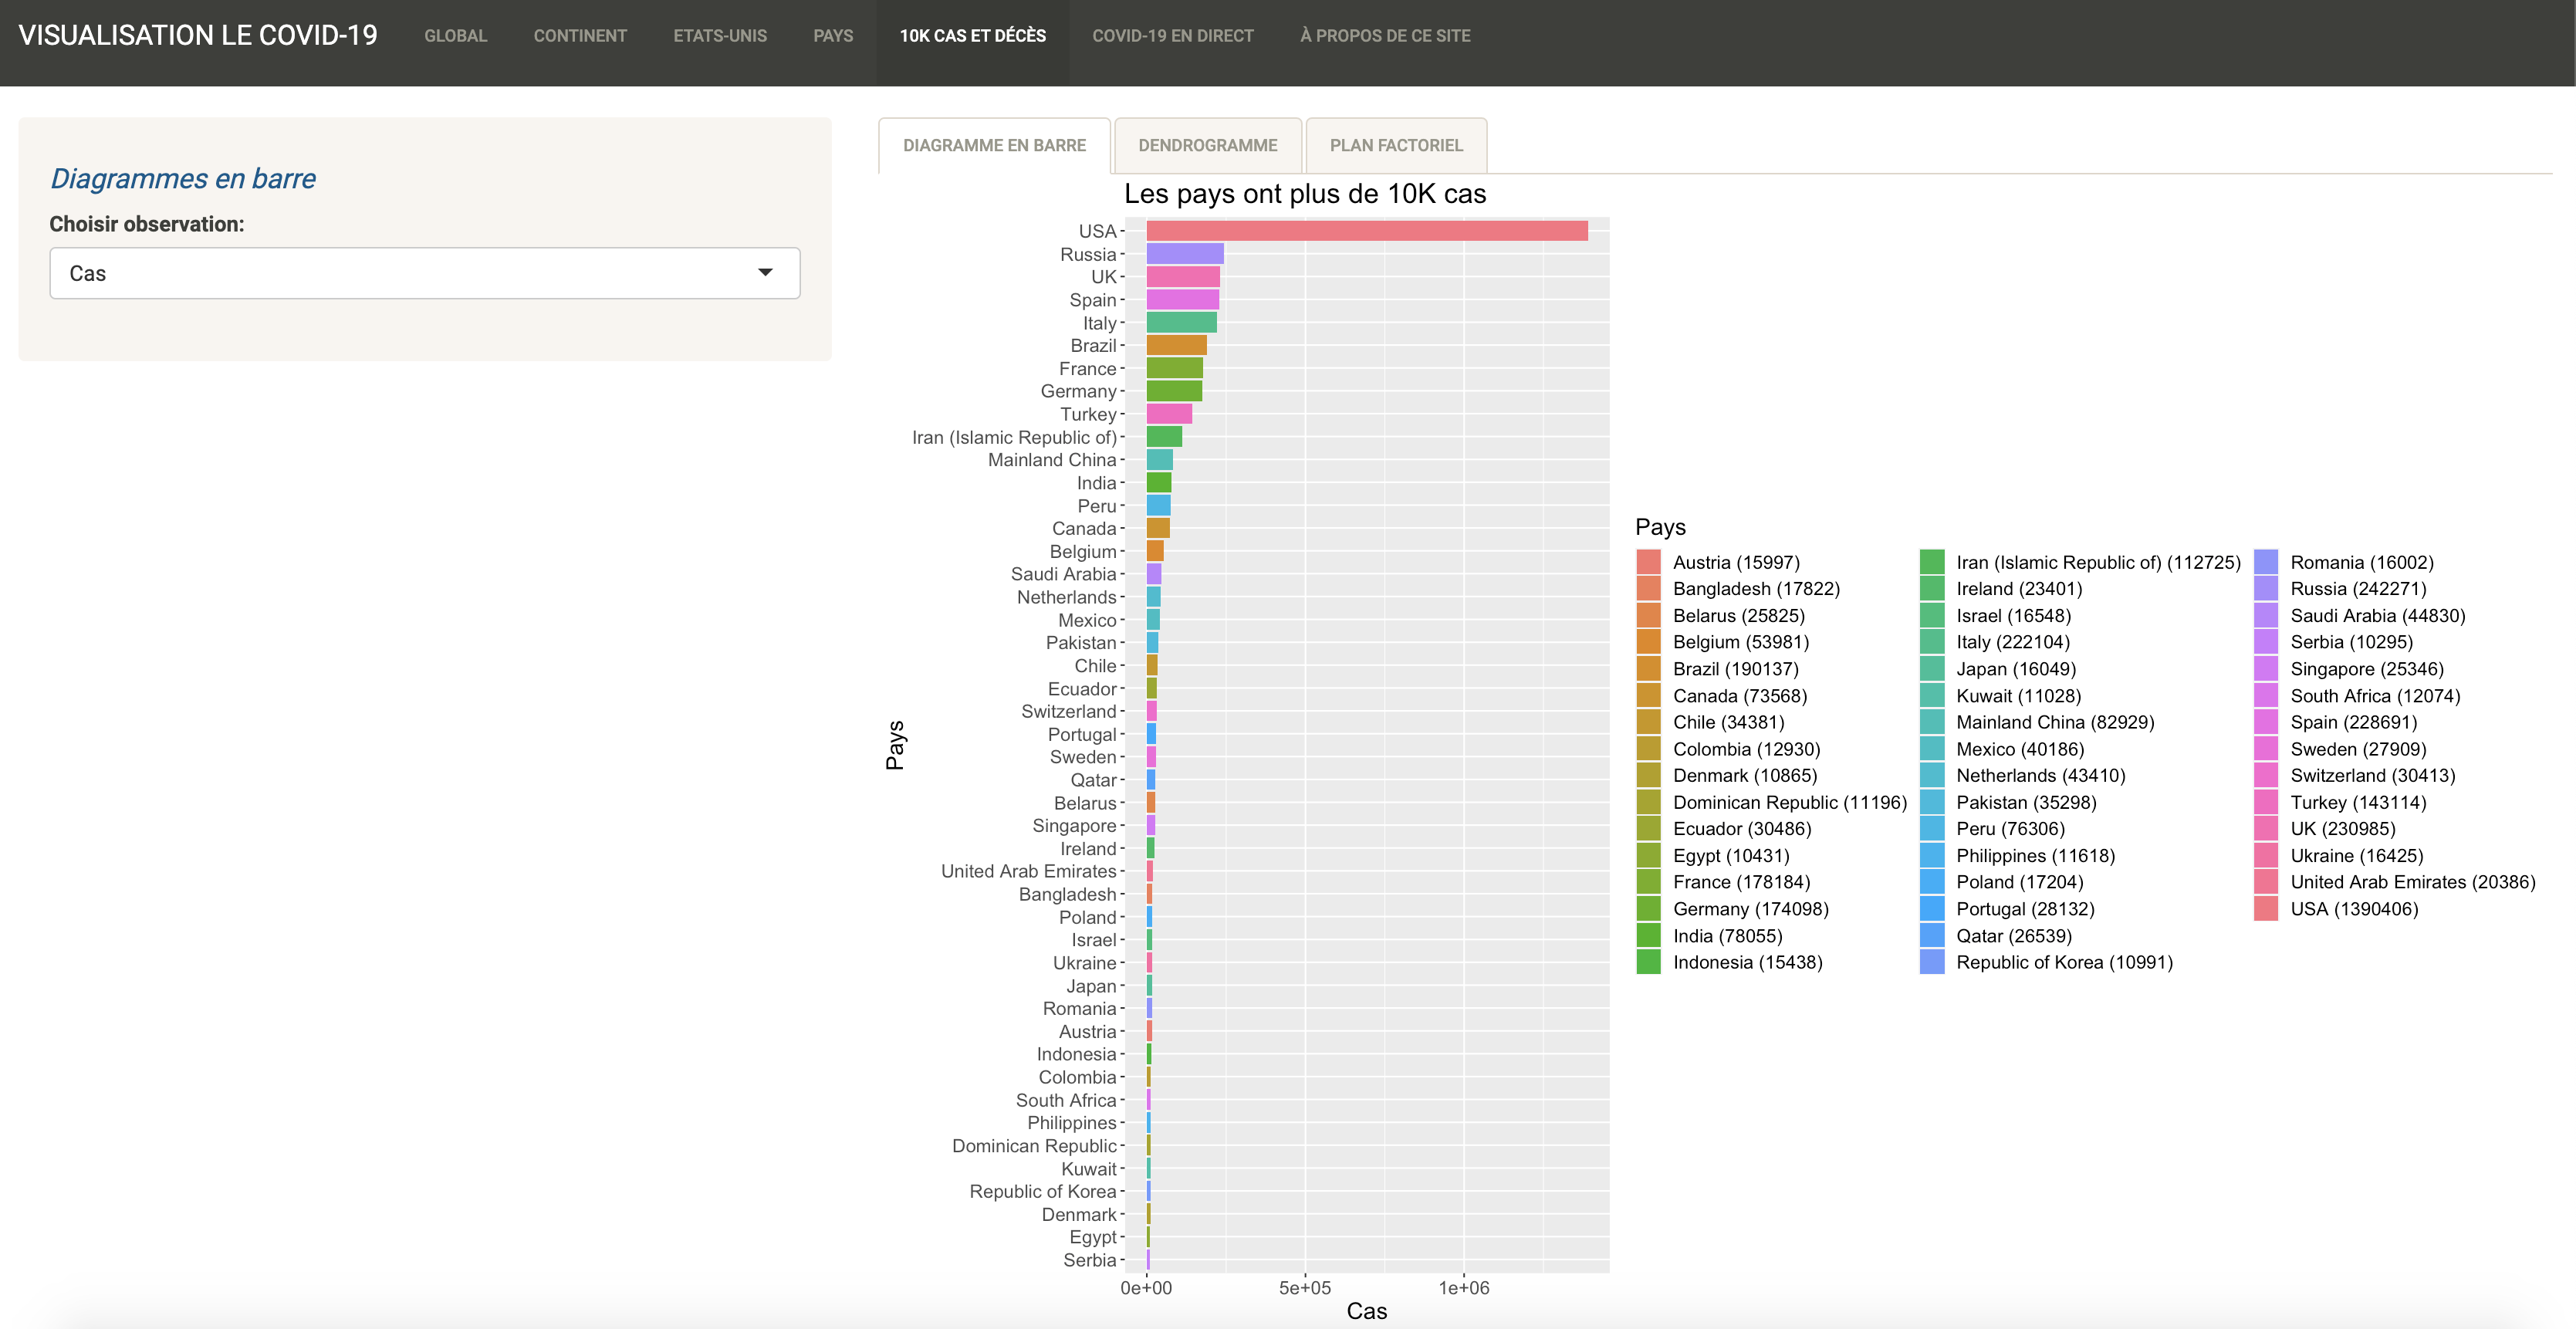 VISUALISATION LE COVID-19 GLOBAL CONTINENT ETATS-UNIS PAYS 10K CAS ET DÉCÈS COVID-19 EN DIRECT À PROPOS DE CE SITE
Diagrammes en barre
Choisir observation:
Cas
DIAGRAMME EN BARRE DENDROGRAMME PLAN FACTORIEL
Les pays ont plus de 10K cas
Pays
USA
Russia
UK
Spain
Italy
Brazil
France
Germany
Turkey
Iran (Islamic Republic of)
Mainland China
India
Peru
Canada
Belgium
Saudi Arabia
Netherlands
Mexico
Pakistan
Chile
Ecuador
Switzerland
Portugal
Sweden
Qatar
Belarus
Singapore
Ireland
United Arab Emirates
Bangladesh
Poland
Israel
Ukraine
Japan
Romania
Austria
Indonesia
Colombia
South Africa
Philippines
Dominican Republic
Kuwait
Republic of Korea
Denmark
Egypt
Serbia
0e+00 5e+05 1e+06
Cas
Pays
Austria (15997)
Bangladesh (17822)
Belarus (25825)
Belgium (53981)
Brazil (190137)
Canada (73568)
Chile (34381)
Colombia (12930)
Denmark (10865)
Dominican Republic (11196)
Ecuador (30486)
Egypt (10431)
France (178184)
Germany (174098)
India (78055)
Indonesia (15438)
Iran (Islamic Republic of) (112725)
Ireland (23401)
Israel (16548)
Italy (222104)
Japan (16049)
Kuwait (11028)
Mainland China (82929)
Mexico (40186)
Netherlands (43410)
Pakistan (35298)
Peru (76306)
Philippines (11618)
Poland (17204)
Portugal (28132)
Qatar (26539)
Republic of Korea (10991)
Romania (16002)
Russia (242271)
Saudi Arabia (44830)
Serbia (10295)
Singapore (25346)
South Africa (12074)
Spain (228691)
Sweden (27909)
Switzerland (30413)
Turkey (143114)
UK (230985)
Ukraine (16425)
United Arab Emirates (20386)
USA (1390406)